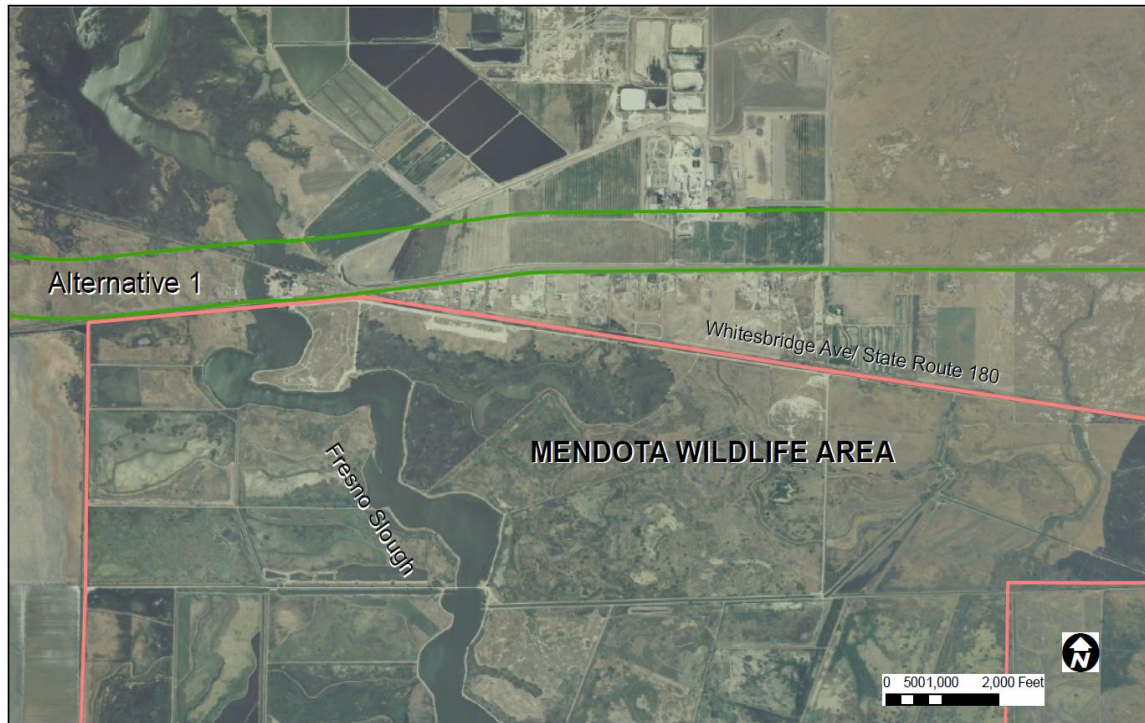 Alternative 1
Whitesbridge Ave/ State Route 180
MENDOTA WILDLIFE AREA
Fresno Slough
N
0 5001,000 2,000 Feet